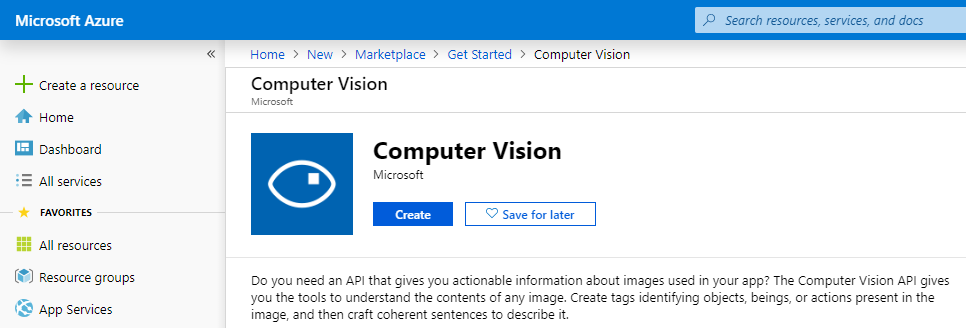 Microsoft Azure
Search resources, services, and docs
«
Create a resource
Home
Dashboard
All services
FAVORITES
All resources
Resource groups
App Services
Home > New > Marketplace > Get Started > Computer Vision
Computer Vision
Microsoft
Computer Vision
Microsoft
Create
Save for later
Do you need an API that gives you actionable information about images used in your app? The Computer Vision API gives
you the tools to understand the contents of any image. Create tags identifying objects, beings, or actions present in the
image, and then craft coherent sentences to describe it.